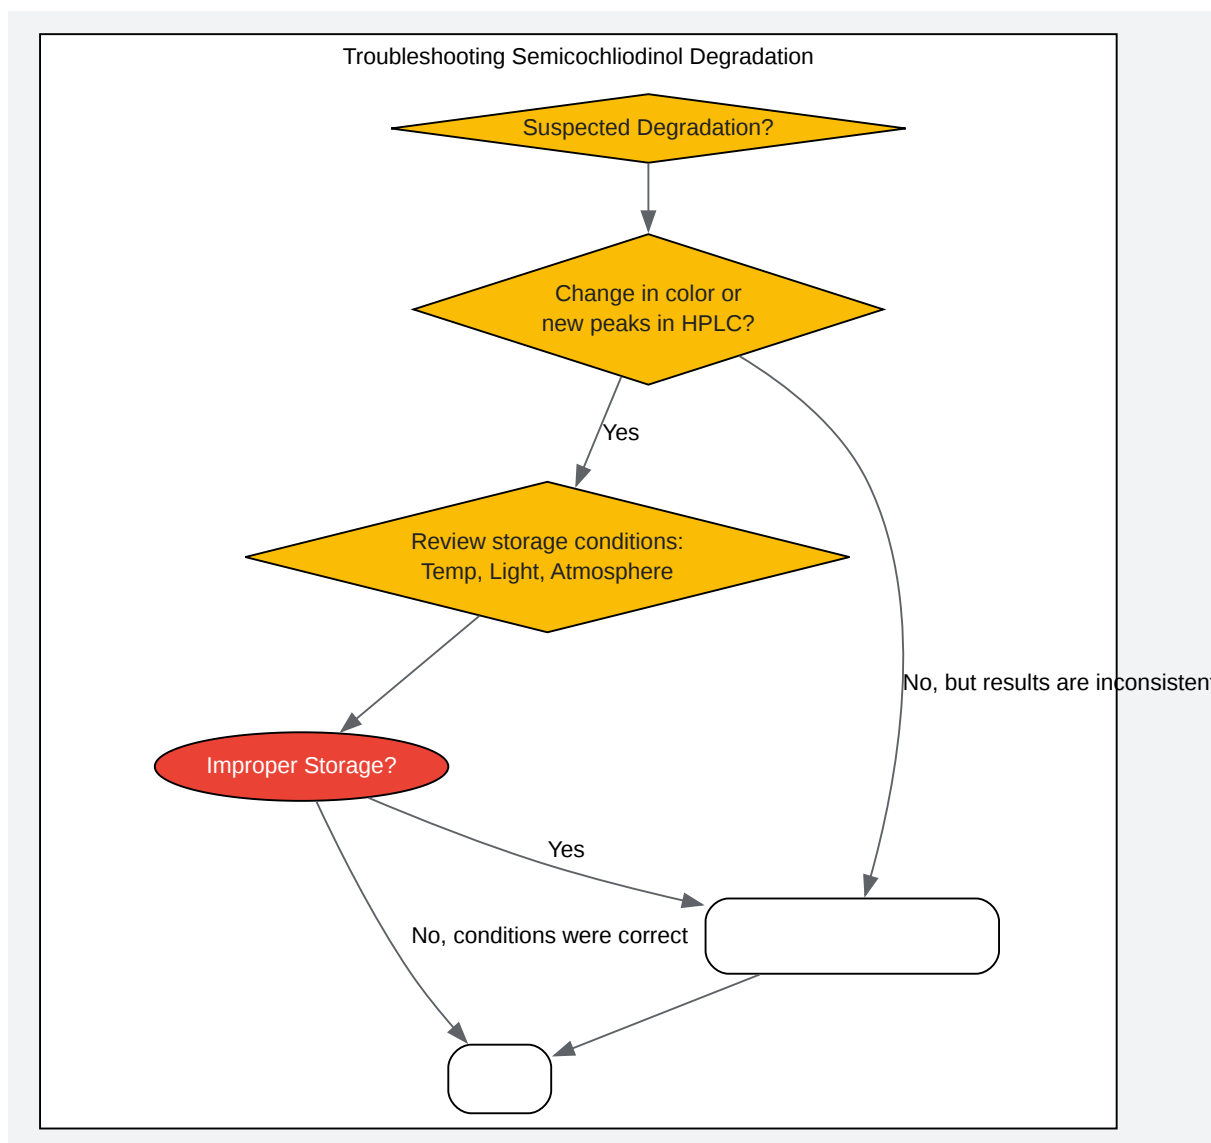 Troubleshooting Semicochliodinol Degradation
Suspected Degradation?
Change in color or
new peaks in HPLC?
Yes
Review storage conditions:
Temp, Light, Atmosphere
No, but results are inconsistent
Improper Storage?
Yes
No, conditions were correct